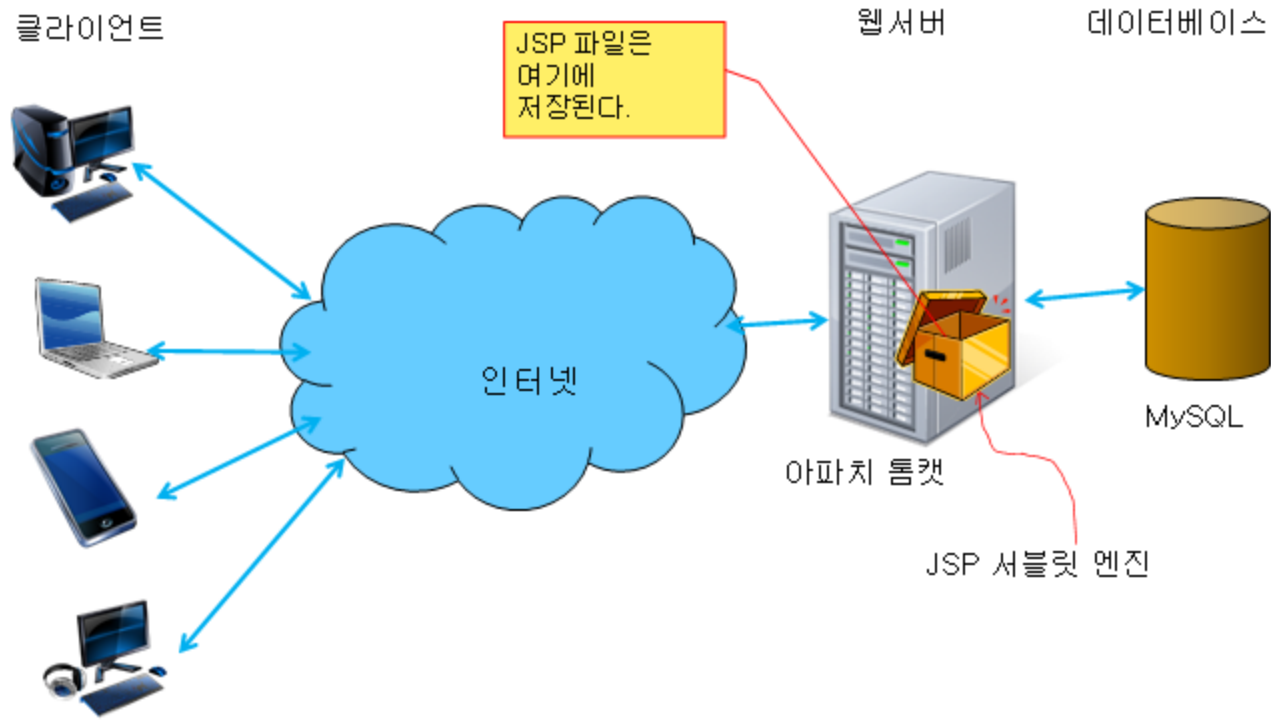 클라이언트
웹서버
데이터베이스
JSP 파일은
여기에
저장된다.
인터넷
MySQL
아파치 톰캣
JSP 서블릿 엔진